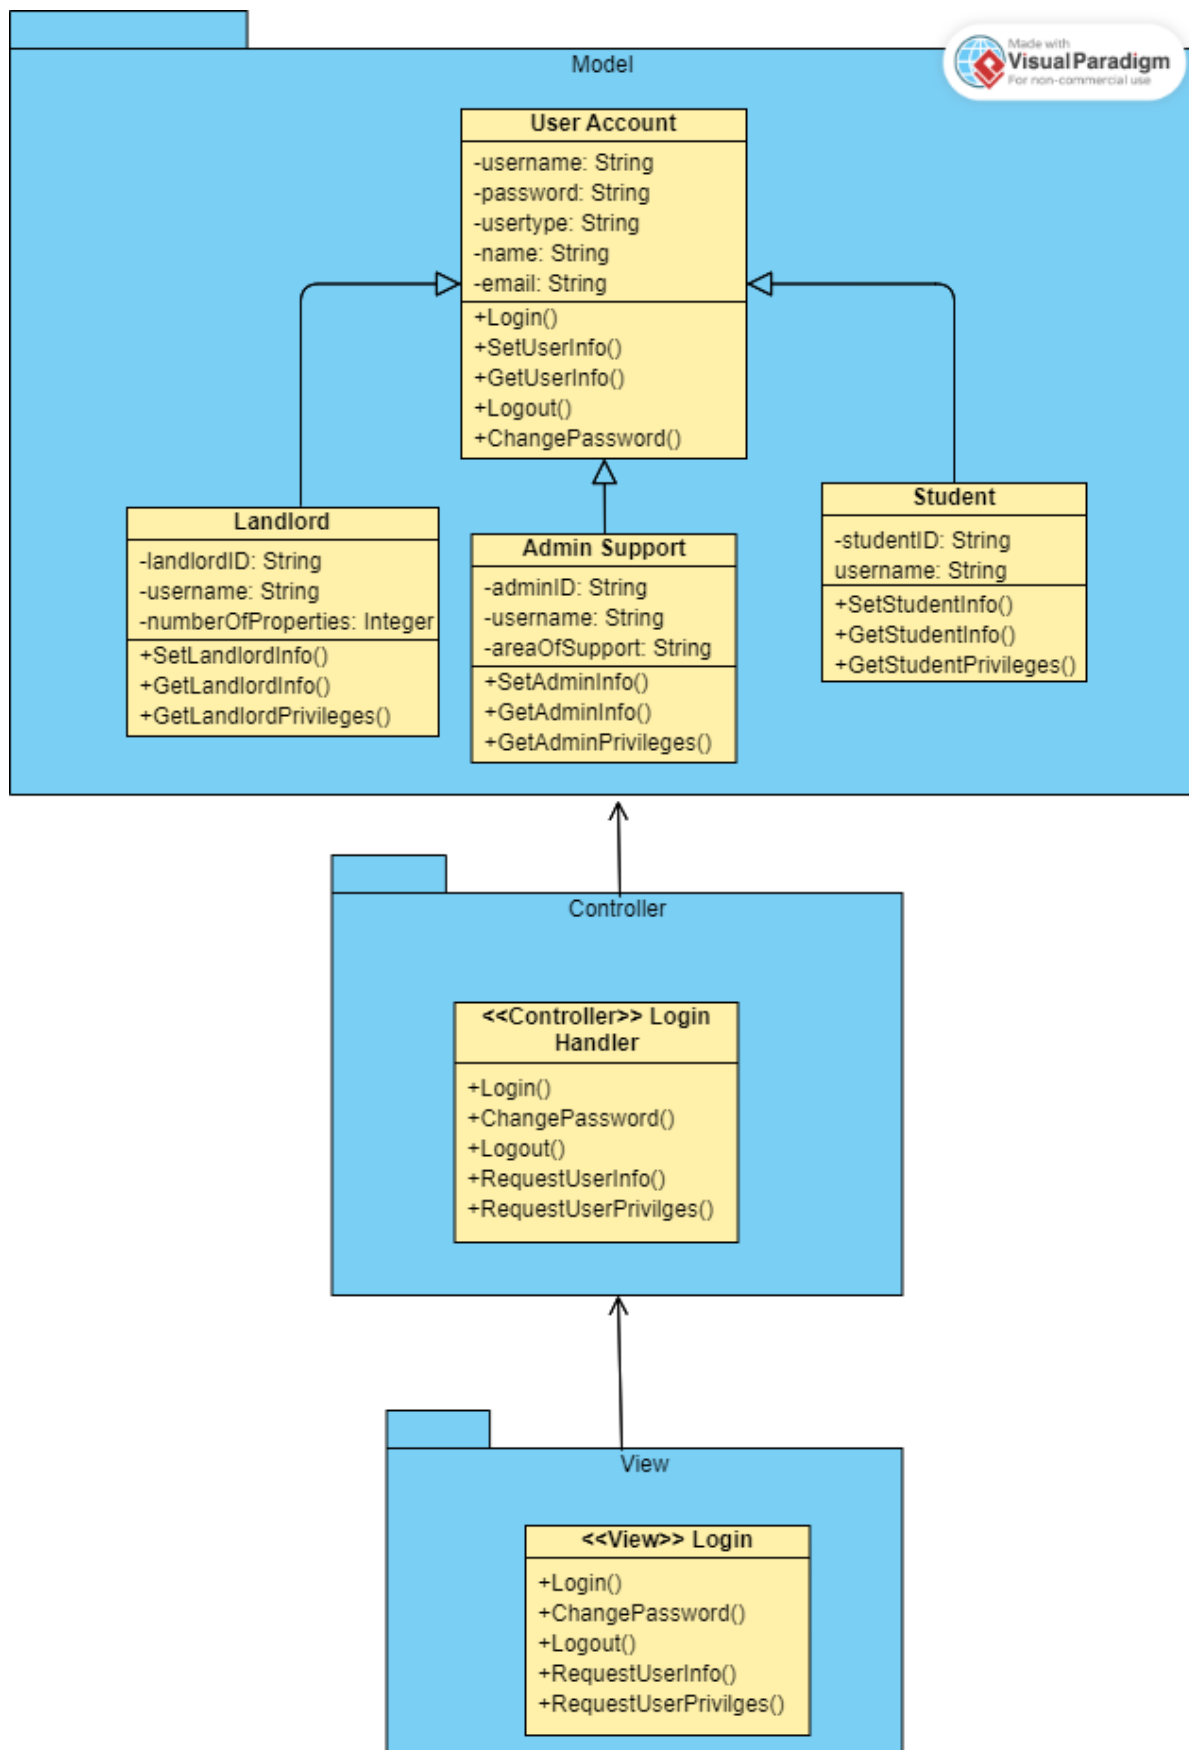 Made with
Visual Paradigm
For non-commercial use
Model
User Account
-username: String
-password: String
-usertype: String
-name: String
-email: String
+Login()
+SetUserInfo()
+GetUserInfo()
+Logout()
+ChangePassword()
Landlord
-landlordID: String
-username: String
-numberOfProperties: Integer
+SetLandlordInfo()
+GetLandlordInfo()
+GetLandlordPrivileges()
Admin Support
-adminID: String
-username: String
-areaOfSupport: String
+SetAdminInfo()
+GetAdminInfo()
+GetAdminPrivileges()
Student
-studentID: String
username: String
+SetStudentInfo()
+GetStudentInfo()
+GetStudentPrivileges()
Controller
<<Controller>> Login
Handler
+Login()
+ChangePassword()
+Logout()
+RequestUserInfo()
+RequestUserPrivilges()
View
<<View>> Login
+Login()
+ChangePassword()
+Logout()
+RequestUserInfo()
+RequestUserPrivilges()